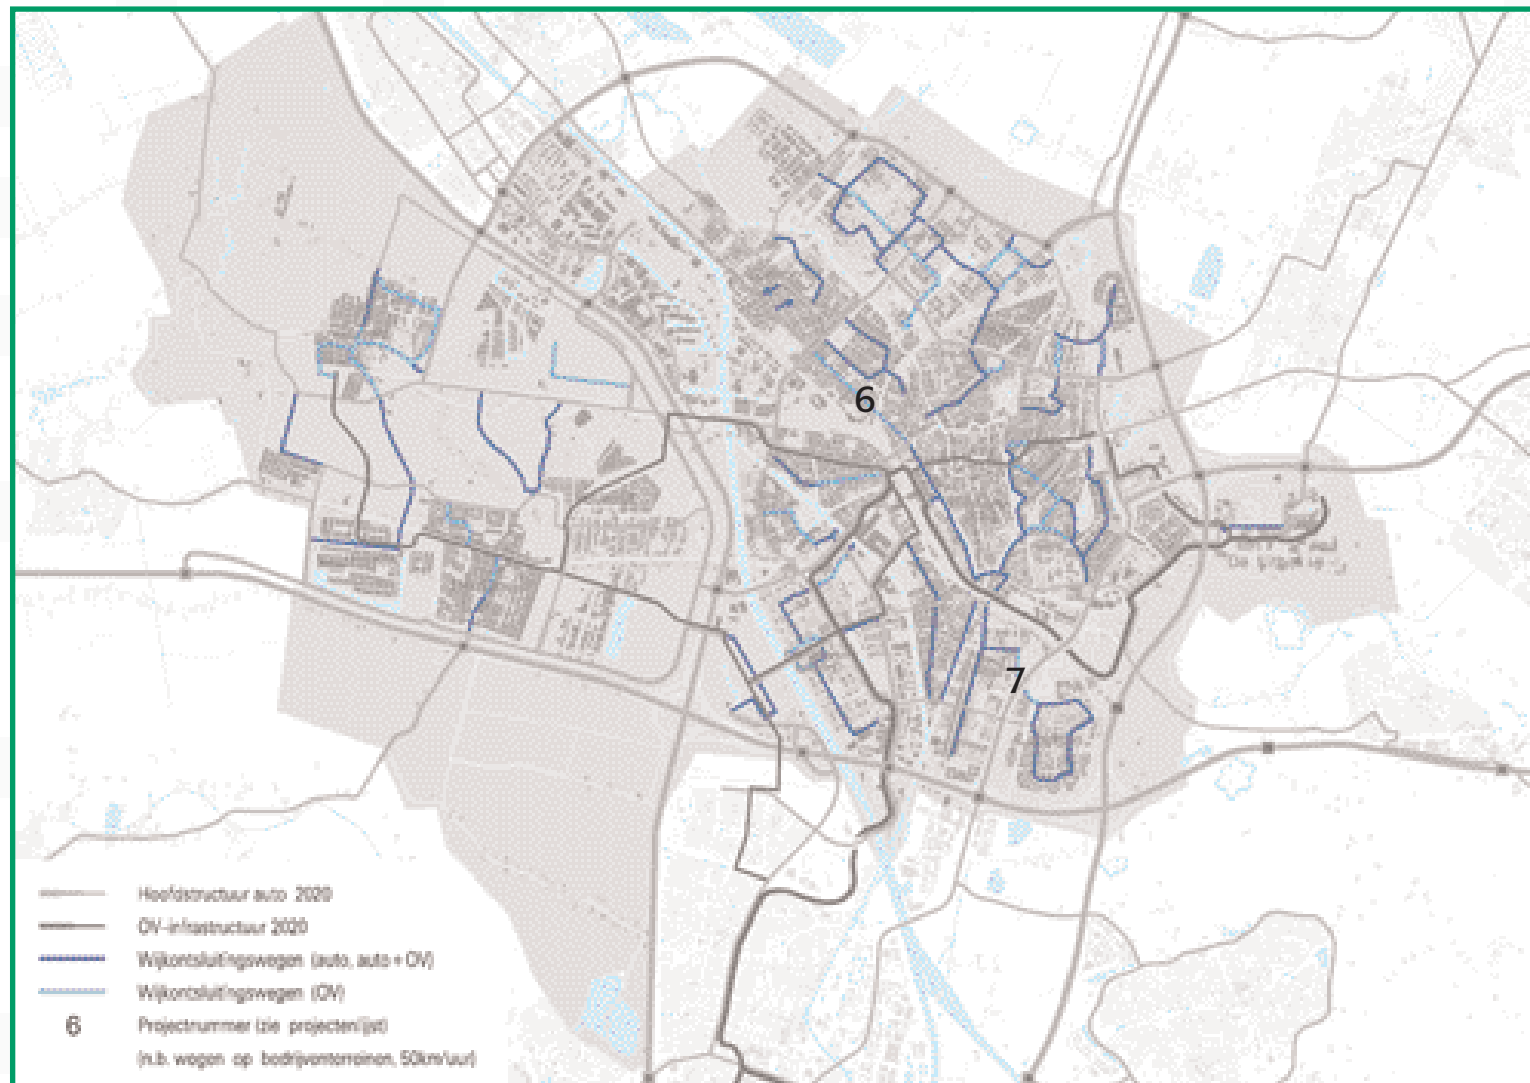 6
7
Hoofdstructuur auto 2020
OV-infrastructuur 2020
Wijkontsluitingswegen (auto, auto + OV)
Wijkontsluitingswegen (OV)
6 Projectnummer (zie projectenlijst)
(n.b. wegen op bedrijventerreinen, 50km/uur)